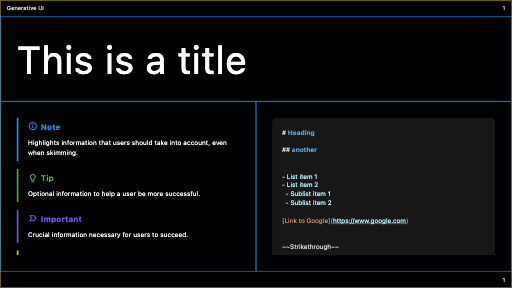 Generative UI
1
This is a title
Note
Highlights information that users should take into account, even
when skimming.
Tip
Optional information to help a user be more successful.
Important
Crucial information necessary for users to succeed.
# Heading
## another
- List item 1
- List item 2
- Sublist item 1
- Sublist item 2
[Link to Google](https://www.google.com)
~~Strikethrough~~
1